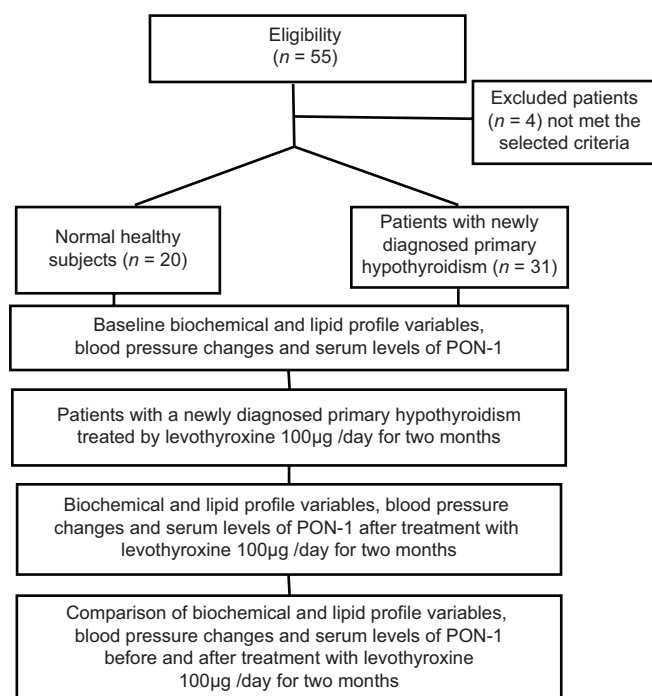 Eligibility
(n = 55)
Excluded patients
(n = 4) not met the
selected criteria
Normal healthy
subjects (n = 20)
Patients with newly
diagnosed primary
hypothyroidism (n = 31)
Baseline biochemical and lipid profile variables,
blood pressure changes and serum levels of PON-1
Patients with a newly diagnosed primary hypothyroidism
treated by levothyroxine 100µg /day for two months
Biochemical and lipid profile variables, blood pressure
changes and serum levels of PON-1 after treatment with
levothyroxine 100µg /day for two months
Comparison of biochemical and lipid profile variables,
blood pressure changes and serum levels of PON-1
before and after treatment with levothyroxine
100µg /day for two months